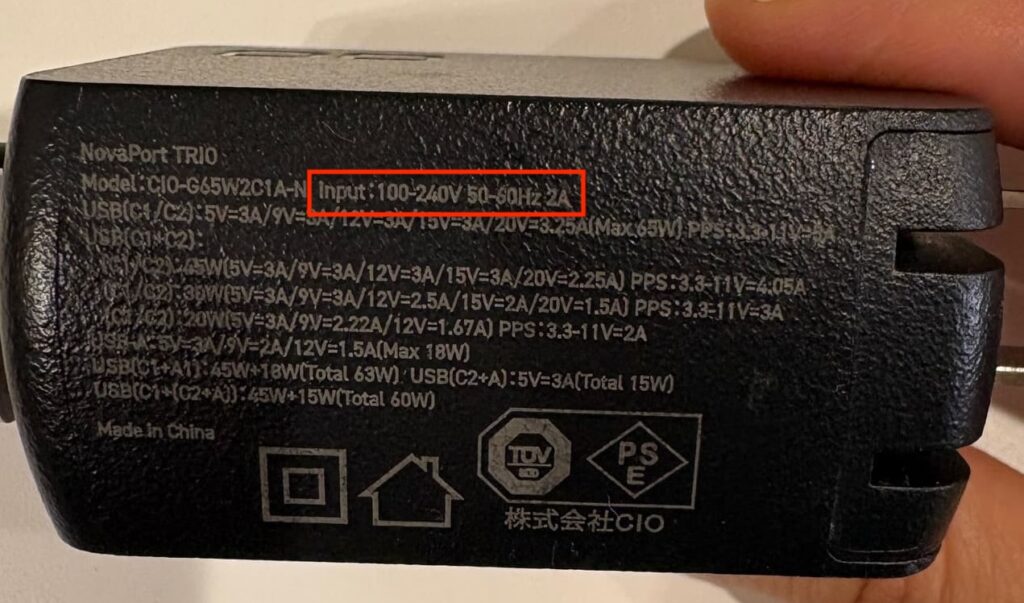 NovaPort TRIO
Model:CIO-G65W2C1A-N Input:100-240V 50-60Hz 2A
USB(C1/C2):5V=3A/9V=3A/12V=3A/15V=3A/20V=3.25A(Max 65W) PPS:3.3-11V=5A
USB(C1+C2):
(C1/C2):45W(5V=3A/9V=3A/12V=3A/15V=3A/20V=2.25A) PPS:3.3-11V=4.05A
(C1/C2):30W(5V=3A/9V=3A/12V=2.5A/15V=2A/20V=1.5A) PPS:3.3-11V=3A
(C1/C2):20W(5V=3A/9V=2.22A/12V=1.67A) PPS:3.3-11V=2A
USB-A:5V=3A/9V=2A/12V=1.5A(Max 18W)
USB(C1+A1):45W+18W(Total 63W) USB(C2+A):5V=3A(Total 15W)
USB(C1+(C2+A)):45W+15W(Total 60W)
Made in China
TÜV
PS
E
株式会社CIO